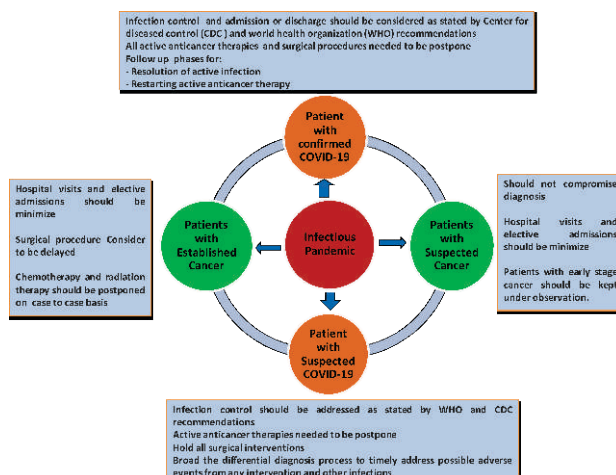 Infection control and admission or discharge should be considered as stated by Center for
diseased control (CDC ) and world health organization (WHO) recommendations
All active anticancer therapies and surgical procedures needed to be postpone
Follow up phases for:
- Resolution of active infection
- Restarting active anticancer therapy
Patient
with
confirmed
COVID-19
Hospital visits and elective
admissions should be
minimize
Surgical procedure Consider
to be delayed
Chemotherapy and radiation
therapy should be postponed
on case to case basis
Patients
with
Established
Cancer
Infectious
Pandemic
Patients
with
Suspected
Cancer
Should not compromise
diagnosis
Hospital visits and
elective admissions
should be minimize
Patients with early stage
cancer should be kept
under observation.
Patient
with
Suspected
COVID-19
Infection control should be addressed as stated by WHO and CDC
recommendations
Active anticancer therapies needed to be postpone
Hold all surgical interventions
Broad the differential diagnosis process to timely address possible adverse
events from any intervention and other infections